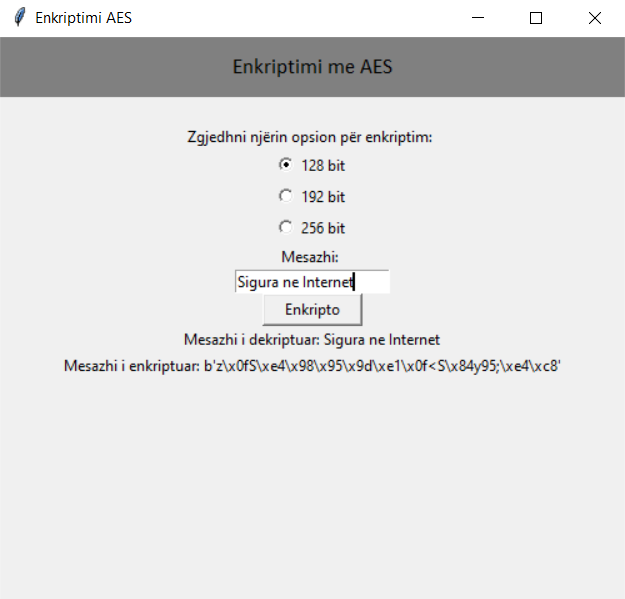 Enkriptimi AES
Enkriptimi me AES
Zgjedhni njërin opsion për enkriptim:
128 bit
192 bit
256 bit
Mesazhi:
Sigura ne Internet
Enkripto
Mesazhi i dekriptuar: Sigura ne Internet
Mesazhi i enkriptuar: b'z\x0fS\xe4\x98\x95\x9d\xe1\x0f<S\x84y95;\xe4\xc8'